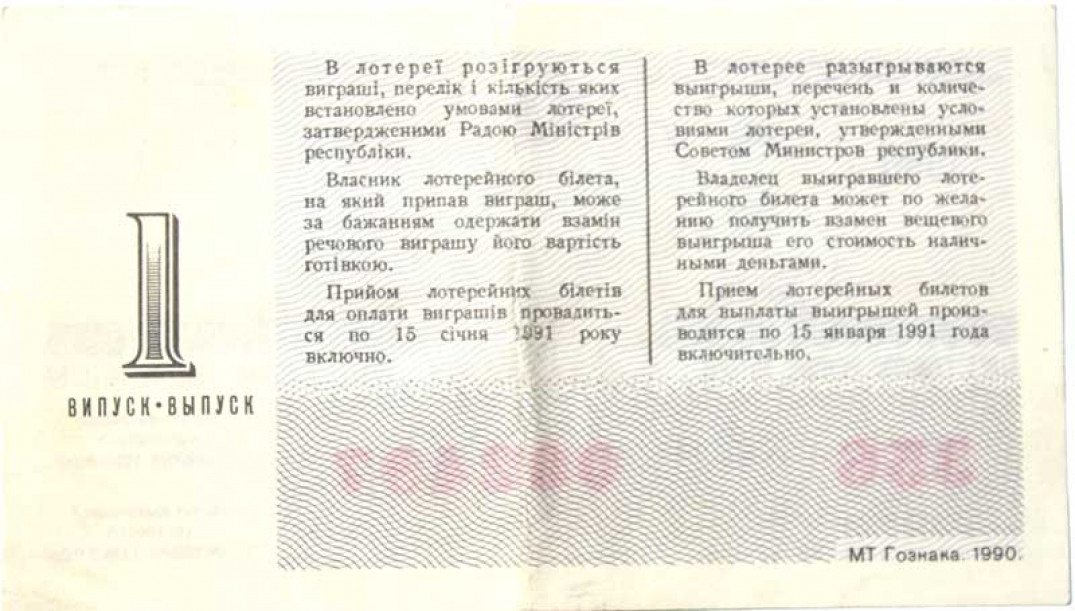 1
ВИПУСК•ВЫПУСК
В лотереї розігруються
виграші, перелік і кількість яких
встановлено умовами лотереї,
затвердженими Радою Міністрів
республіки.
Власник лотерейного білета,
на який припав виграш, може
за бажанням одержати взамін
речового виграшу його вартість
готівкою.
Прийом лотерейних білетів
для оплати виграшів провадить-
ся по 15 січня 1991 року
включно.
В лотерее разыгрываются
выигрыши, перечень и количе-
ство которых установлены усло-
виями лотереи, утвержденными
Советом Министров республики.
Владелец выигравшего лоте-
рейного билета может по жела-
нию получить взамен вещевого
выигрыша его стоимость налич-
ными деньгами.
Прием лотерейных билетов
для выплаты выигрышей произ-
водится по 15 января 1991 года
включительно.
МТ Гознака. 1990.